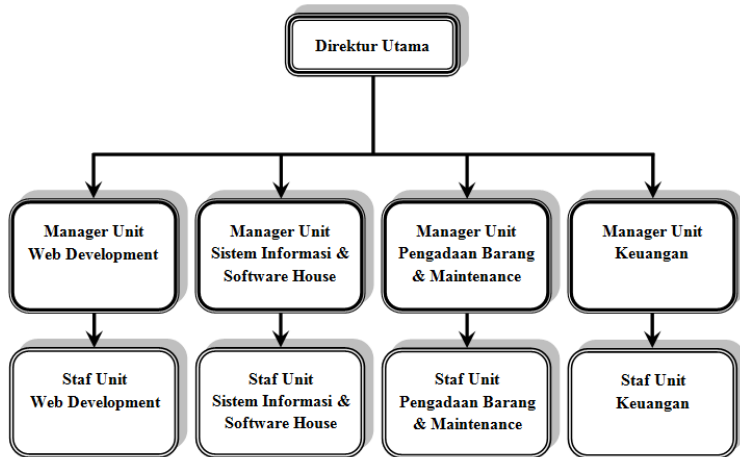 Direktur Utama
Manager Unit
Web Development
Manager Unit
Sistem Informasi &
Software House
Manager Unit
Pengadaan Barang
& Maintenance
Manager Unit
Keuangan
Staf Unit
Web Development
Staf Unit
Sistem Informasi &
Software House
Staf Unit
Pengadaan Barang
& Maintenance
Staf Unit
Keuangan